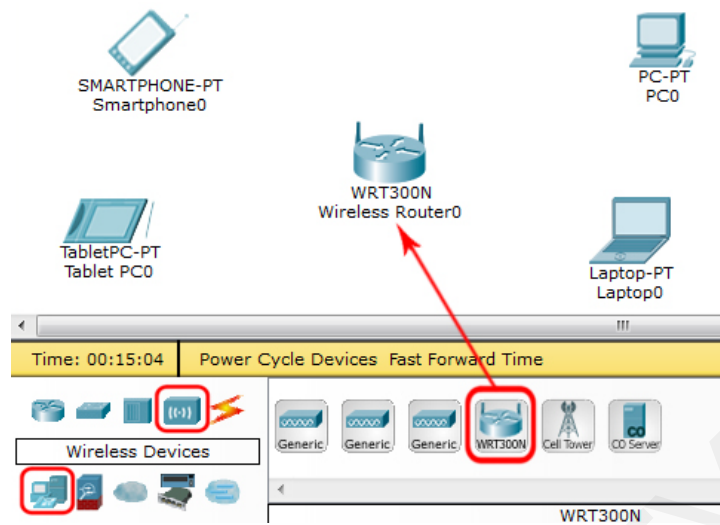 SMARTPHONE-PT
Smartphone0
PC-PT
PC0
WRT300N
Wireless Router0
TabletPC-PT
Tablet PC0
Laptop-PT
Laptop0
Time: 00:15:04 Power Cycle Devices Fast Forward Time
Generic Generic Generic WRT300N Cell Tower CO CO Server
Wireless Devices
WRT300N